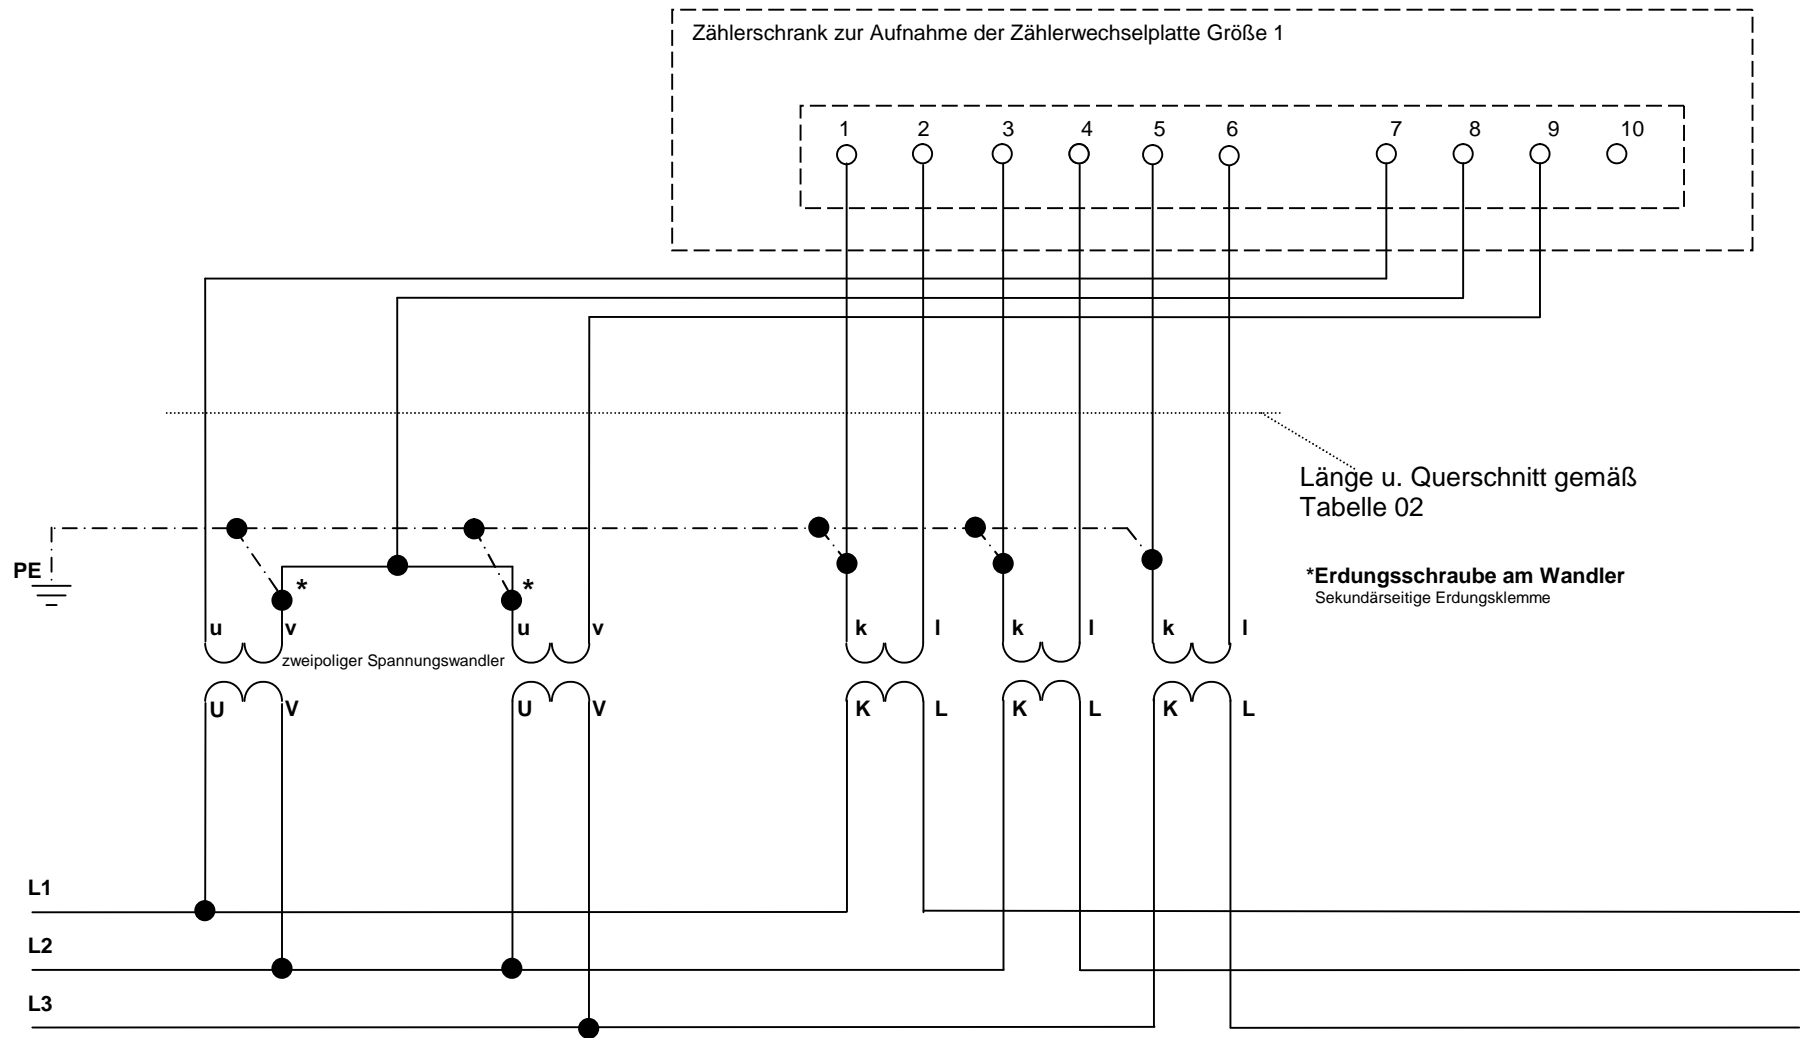 Zählerschrank zur Aufnahme der Zählerwechselplatte Größe 1
1 2 3 4 5 6 7 8 9 10
Länge u. Querschnitt gemäß
Tabelle 02
PE
* *
*Erdungsschraube am Wandler
Sekundärseitige Erdungsklemme
u v u v k l k l k l
zweipoliger Spannungswandler
U V U V K L K L K L
L1
L2
L3